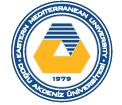 EASTERN MEDITERRANEAN UNIVERSITY
1979
DOĞU AKDENİZ ÜNİVERSİTESİ